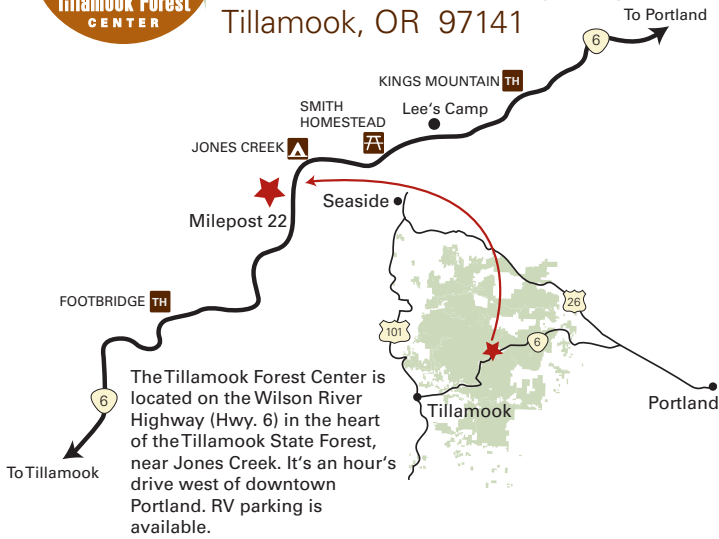 Tillamook Forest
CENTER
Tillamook, OR 97141
To Portland
6
KINGS MOUNTAIN TH
Lee's Camp
SMITH
HOMESTEAD
JONES CREEK
Seaside
Milepost 22
FOOTBRIDGE TH
26
101
6
6
Tillamook
Portland
To Tillamook
The Tillamook Forest Center is
located on the Wilson River
Highway (Hwy. 6) in the heart
of the Tillamook State Forest,
near Jones Creek. It's an hour's
drive west of downtown
Portland. RV parking is
available.